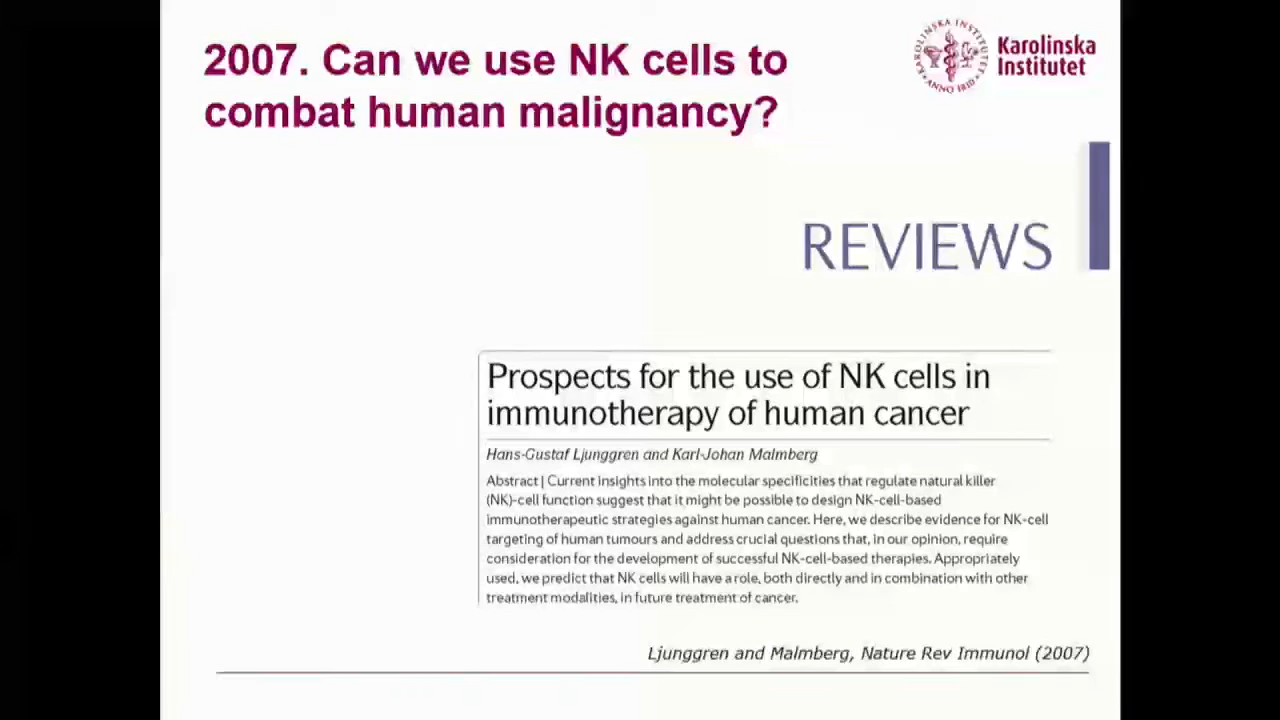 2007. Can we use NK cells to
combat human malignancy?
Karolinska
Institutet
KAROLINSKA INSTITUTET
ANNO 1810
REVIEWS
Prospects for the use of NK cells in
immunotherapy of human cancer
Hans-Gustaf Ljunggren and Karl-Johan Malmberg
Abstract | Current insights into the molecular specificities that regulate natural killer
(NK)-cell function suggest that it might be possible to design NK-cell-based
immunotherapeutic strategies against human cancer. Here, we describe evidence for NK-cell
targeting of human tumours and address crucial questions that, in our opinion, require
consideration for the development of successful NK-cell-based therapies. Appropriately
used, we predict that NK cells will have a role, both directly and in combination with other
treatment modalities, in future treatment of cancer.
Ljunggren and Malmberg, Nature Rev Immunol (2007)